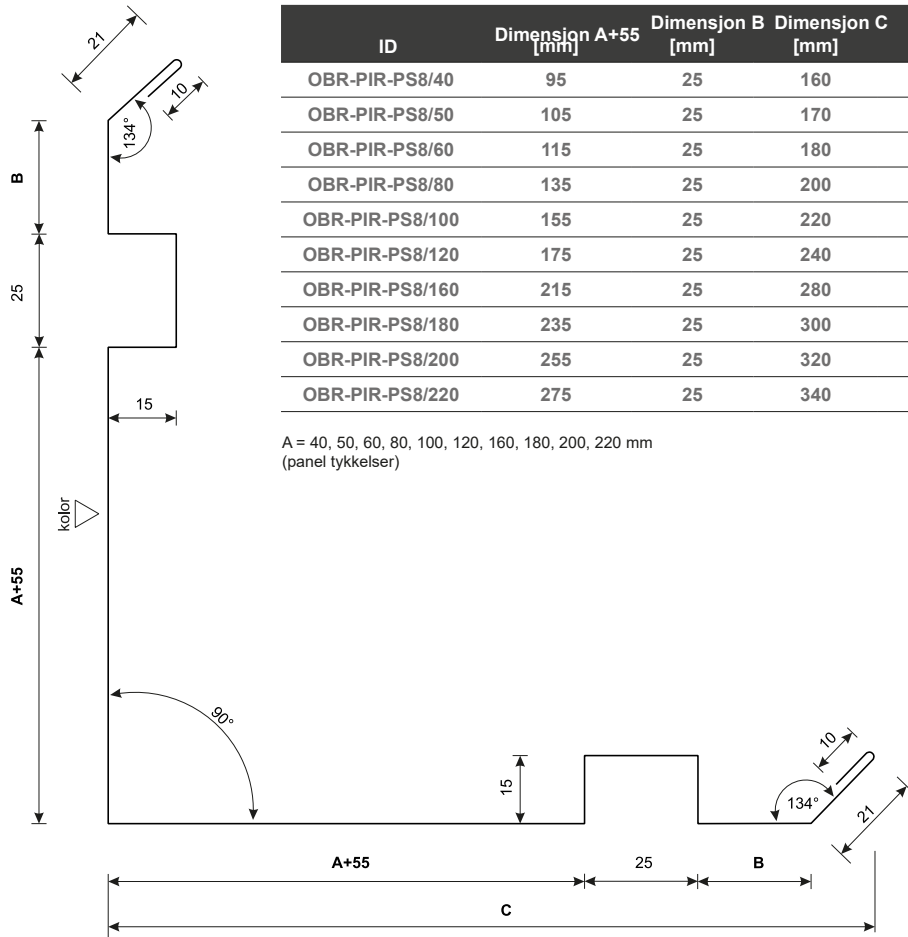 ID Dimensjon A+55 [mm] Dimensjon B [mm] Dimensjon C [mm]
OBR-PIR-PS8/40 95 25 160
OBR-PIR-PS8/50 105 25 170
OBR-PIR-PS8/60 115 25 180
OBR-PIR-PS8/80 135 25 200
OBR-PIR-PS8/100 155 25 220
OBR-PIR-PS8/120 175 25 240
OBR-PIR-PS8/160 215 25 280
OBR-PIR-PS8/180 235 25 300
OBR-PIR-PS8/200 255 25 320
OBR-PIR-PS8/220 275 25 340
A = 40, 50, 60, 80, 100, 120, 160, 180, 200, 220 mm
(panel tykkelser)
21
10
134°
B
25
15
kolor
A+55
90°
15
10
134°
21
A+55
25
B
C